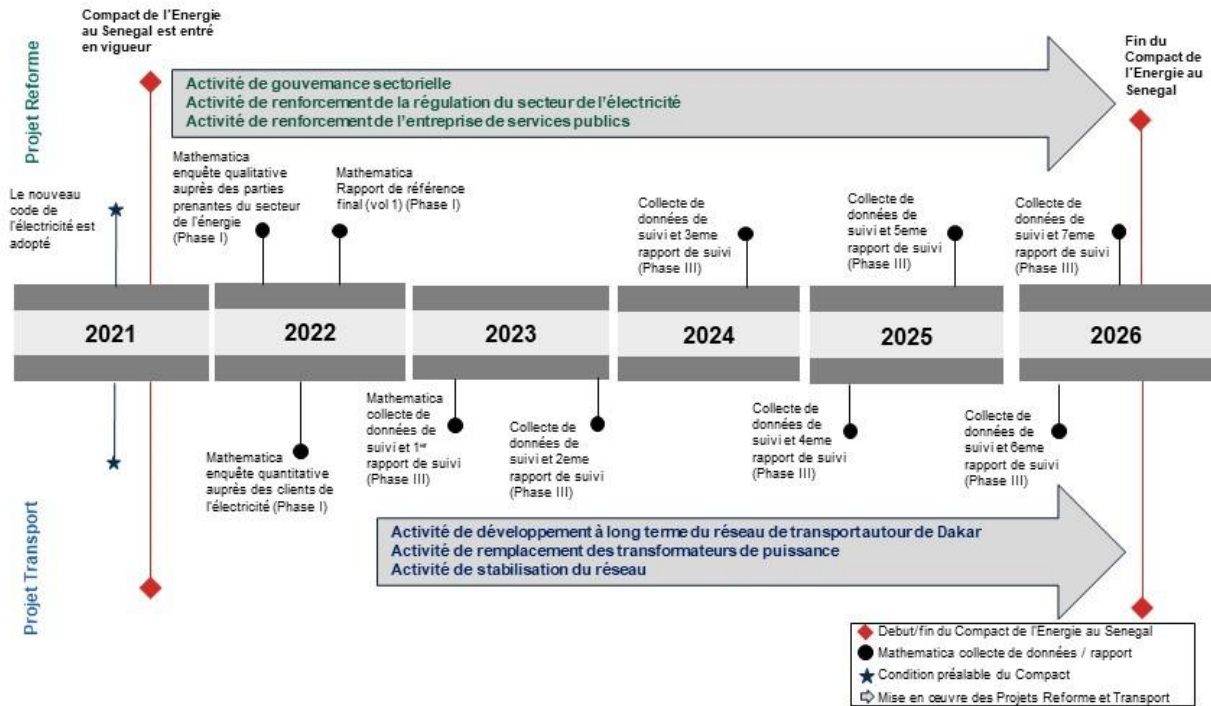 Compact de l'Energie
au Senegal est entré
en vigueur
Projet Reforme
Activité de gouvernance sectorielle
Activité de renforcement de la régulation du secteur de l'électricité
Activité de renforcement de l'entreprise de services publics
Fin du
Compact de
l'Energie au
Senegal
Le nouveau
code de
l'électricité est
adopté
Mathematica
enquête qualitative
auprès des parties
prenantes du secteur
de l'énergie
(Phase I)
Mathematica
Rapport de référence
final (vol 1) (Phase I)
Collecte de
données de
suivi et 3eme
rapport de suivi
(Phase III)
Collecte de
données de
suivi et 5eme
rapport de suivi
(Phase III)
Collecte de
données de
suivi et 7eme
rapport de suivi
(Phase III)
2021
2022
2023
2024
2025
2026
Mathematica
enquête quantitative
auprès des clients de
l'électricité (Phase I)
Mathematica
collecte de
données de
suivi et 1er
rapport de suivi
(Phase III)
Collecte de
données de
suivi et 2eme
rapport de suivi
(Phase III)
Collecte de
données de
suivi et 4eme
rapport de suivi
(Phase III)
Collecte de
données de
suivi et 6eme
rapport de suivi
(Phase III)
Projet Transport
Activité de développement à long terme du réseau de transport autour de Dakar
Activité de remplacement des transformateurs de puissance
Activité de stabilisation du réseau
Debut/fin du Compact de l'Energie au Senegal
Mathematica collecte de données / rapport
Condition préalable du Compact
Mise en œuvre des Projets Reforme et Transport